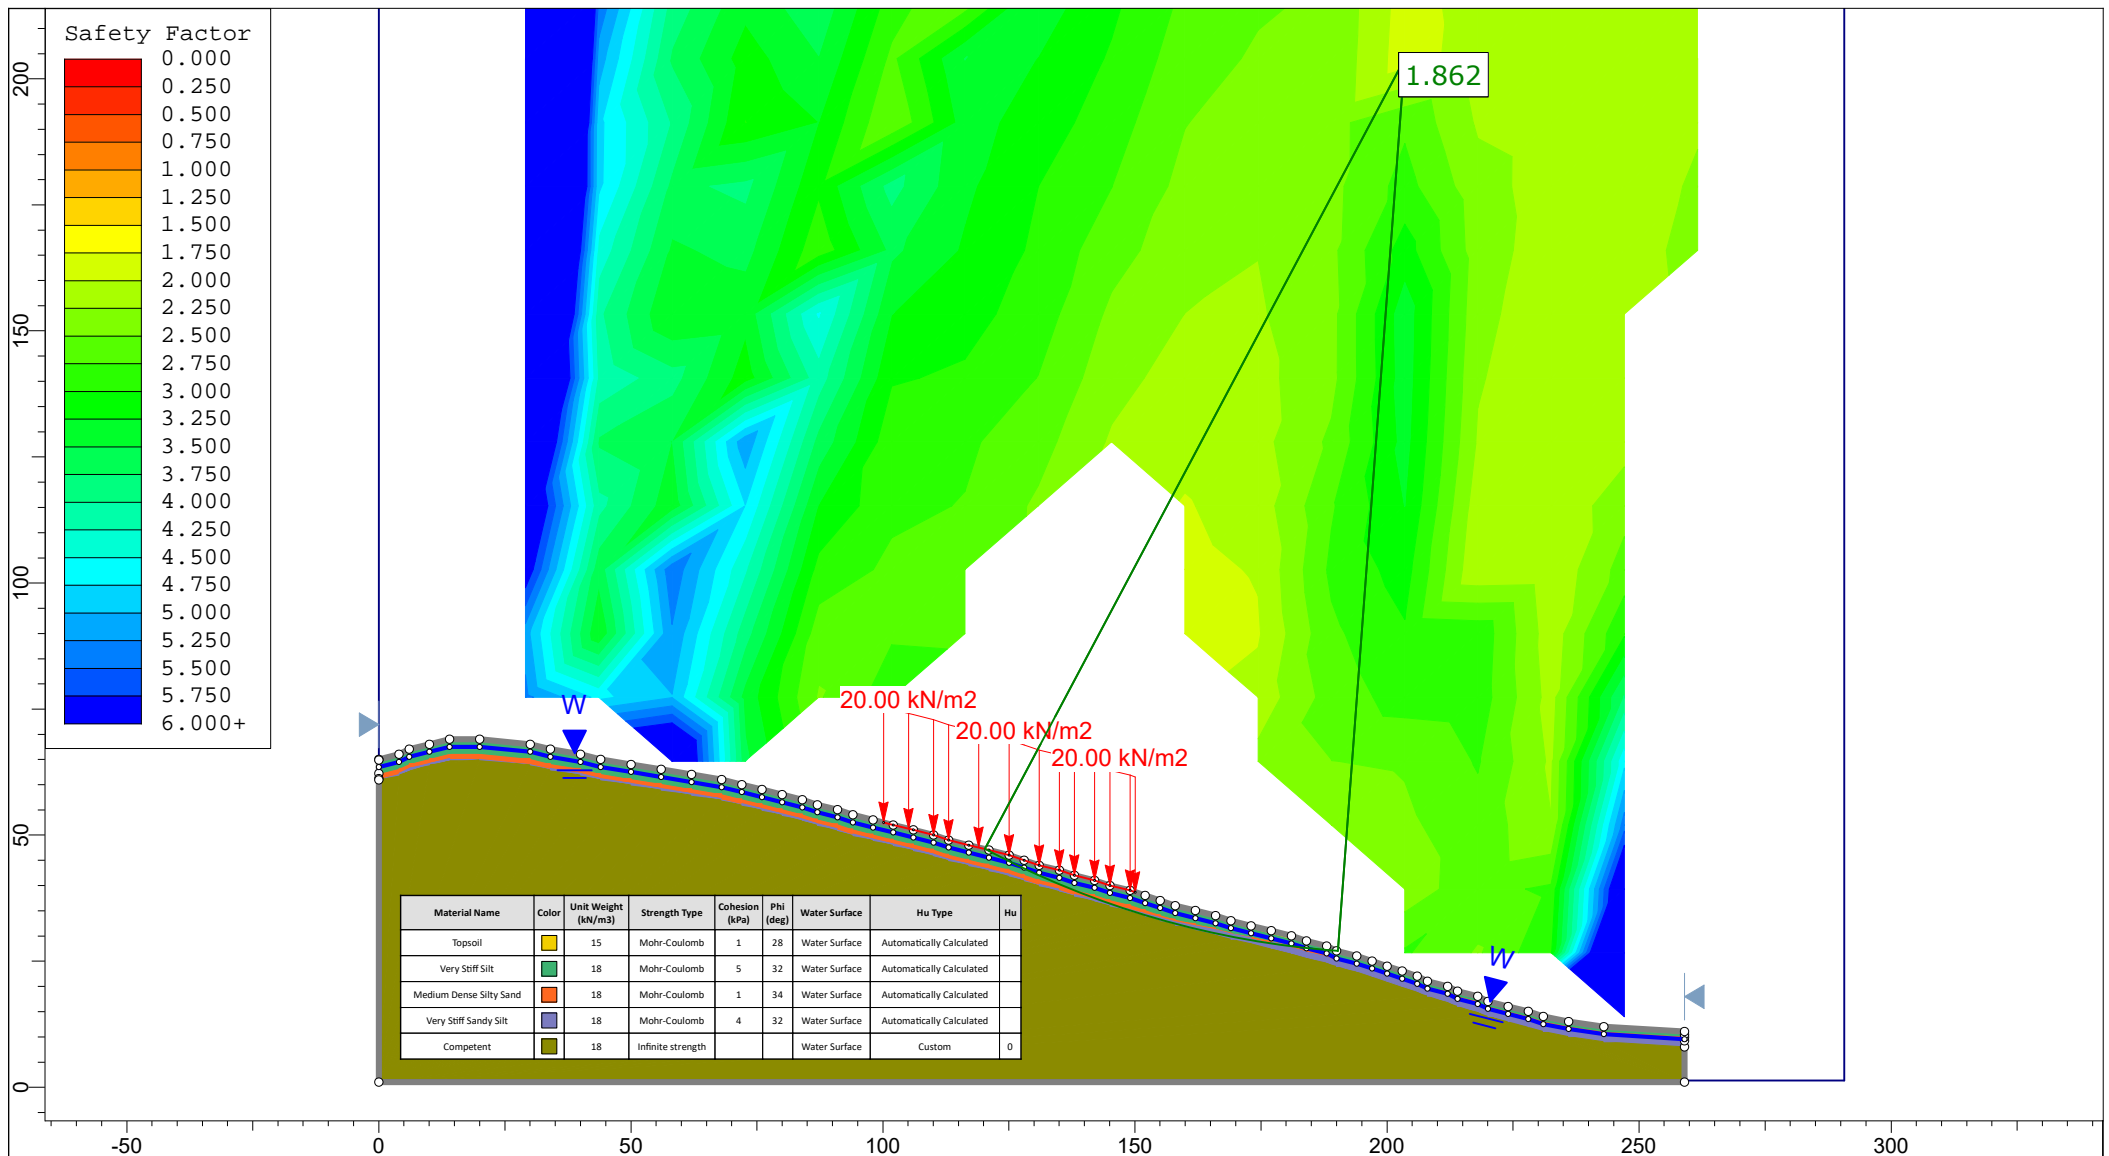 Safety Factor
0.000
0.250
0.500
0.750
1.000
1.250
1.500
1.750
2.000
2.250
2.500
2.750
3.000
3.250
3.500
3.750
4.000
4.250
4.500
4.750
5.000
5.250
5.500
5.750
6.000+
1.862
W
20.00 kN/m2
20.00 kN/m2
20.00 kN/m2
W
Material Name Color Unit Weight (kN/m3) Strength Type Cohesion (kPa) Phi (deg) Water Surface Hu Type Hu
Topsoil 15 Mohr-Coulomb 1 28 Water Surface Automatically Calculated
Very Stiff Silt 18 Mohr-Coulomb 5 32 Water Surface Automatically Calculated
Medium Dense Silty Sand 18 Mohr-Coulomb 1 34 Water Surface Automatically Calculated
Very Stiff Sandy Silt 18 Mohr-Coulomb 4 32 Water Surface Automatically Calculated
Competent 18 Infinite strength Water Surface Custom 0
200
150
100
50
0
-50 0 50 100 150 200 250 300